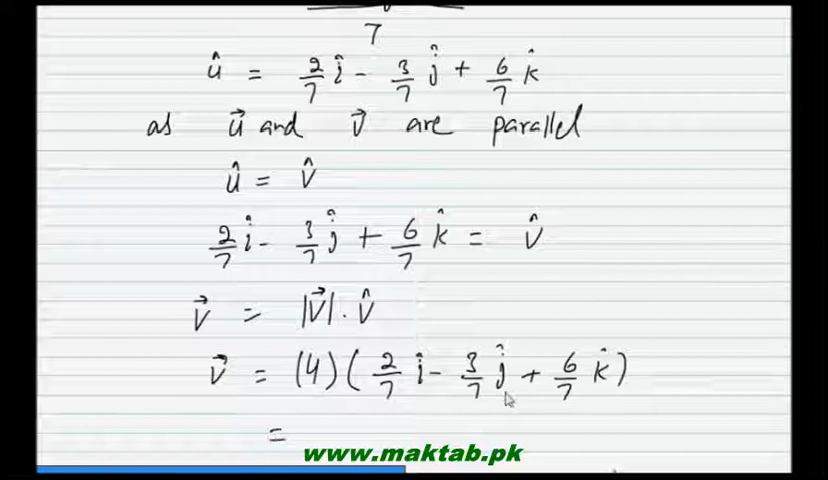 7
û = 2/7 î - 3/7 ĵ + 6/7 k̂
as u⃗ and v⃗ are parallel
û = v̂
2/7 î - 3/7 ĵ + 6/7 k̂ = v̂
v⃗ = |v⃗| . v̂
v⃗ = (4) ( 2/7 î - 3/7 ĵ + 6/7 k̂ )
=
www.maktab.pk